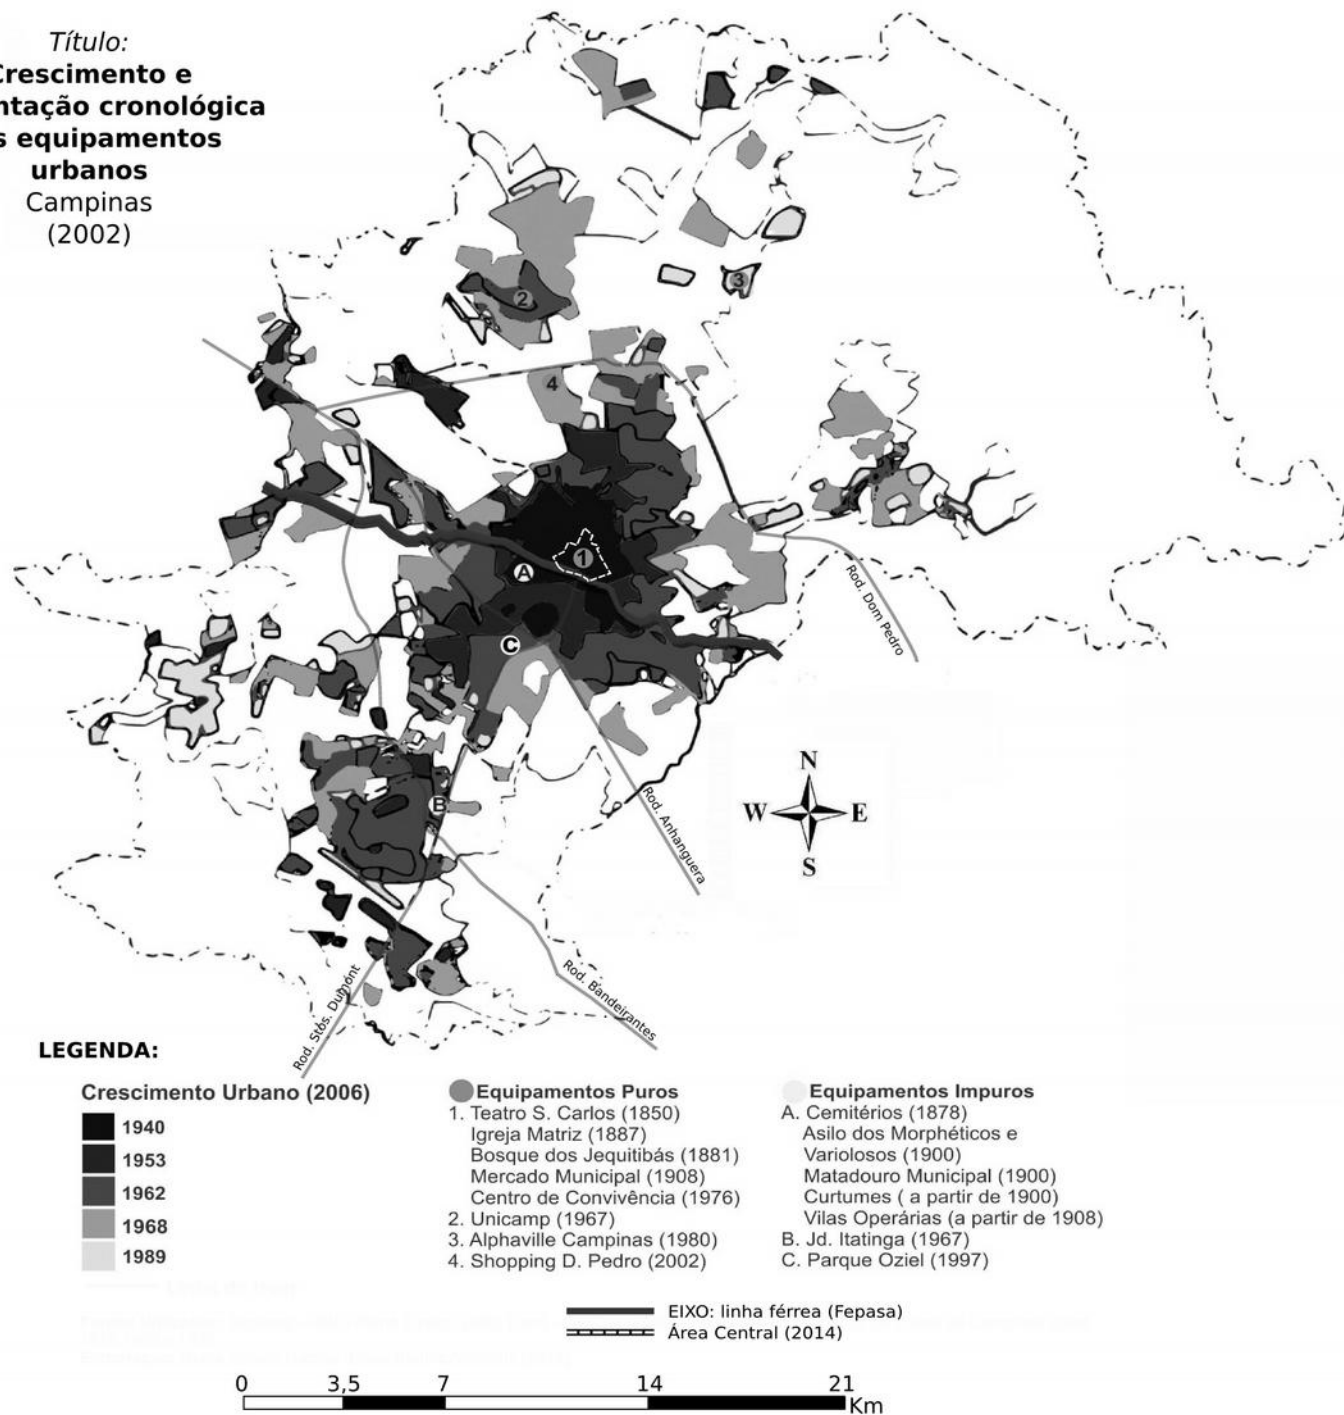 Título:
Crescimento e
ntação cronológica
s equipamentos
urbanos
Campinas
(2002)
2
3
4
1
A
C
B
Rod. Dom Pedro
Rod. Anhanguera
Rod. Bandeirantes
Rod. Stos. Dumónt
N
W E
S
LEGENDA:
Crescimento Urbano (2006)
1940
1953
1962
1968
1989
Equipamentos Puros
1. Teatro S. Carlos (1850)
Igreja Matriz (1887)
Bosque dos Jequitibás (1881)
Mercado Municipal (1908)
Centro de Convivência (1976)
2. Unicamp (1967)
3. Alphaville Campinas (1980)
4. Shopping D. Pedro (2002)
Equipamentos Impuros
A. Cemitérios (1878)
Asilo dos Morphéticos e
Variolosos (1900)
Matadouro Municipal (1900)
Curtumes ( a partir de 1900)
Vilas Operárias (a partir de 1908)
B. Jd. Itatinga (1967)
C. Parque Oziel (1997)
EIXO: linha férrea (Fepasa)
Área Central (2014)
0 3,5 7 14 21
Km